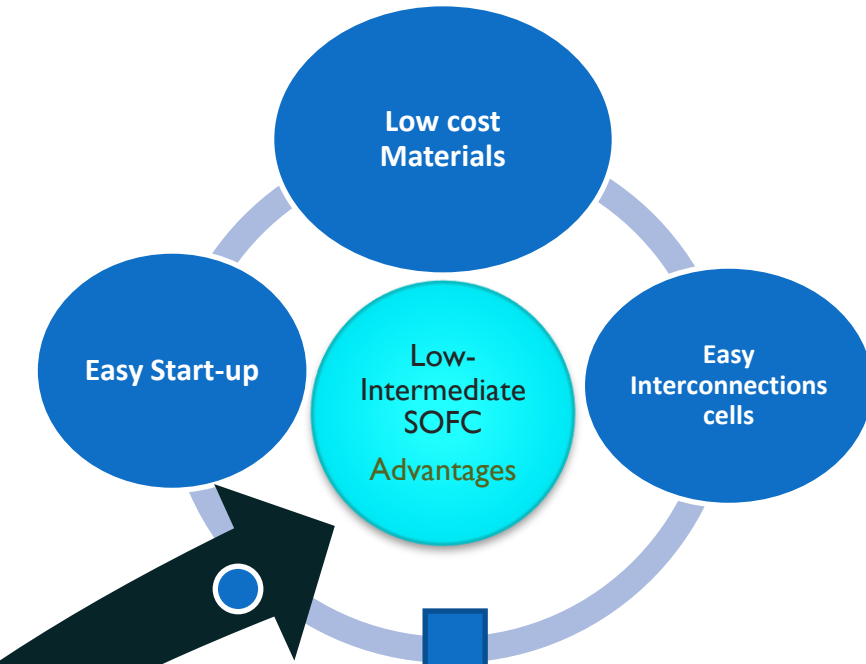 Low cost
Materials
Easy Start-up
Low-
Intermediate
SOFC
Advantages
Easy
Interconnections
cells